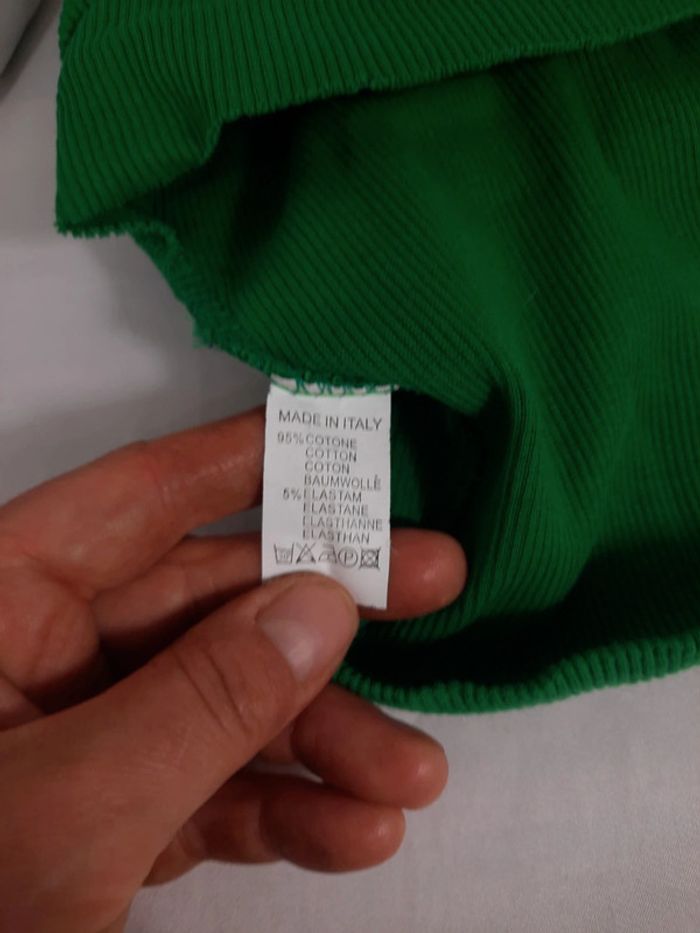 MADE IN ITALY
95% COTONE
COTTON
COTON
BAUMWOLLE
5% ELASTAM
ELASTANE
ELASTHANNE
ELASTHAN
P